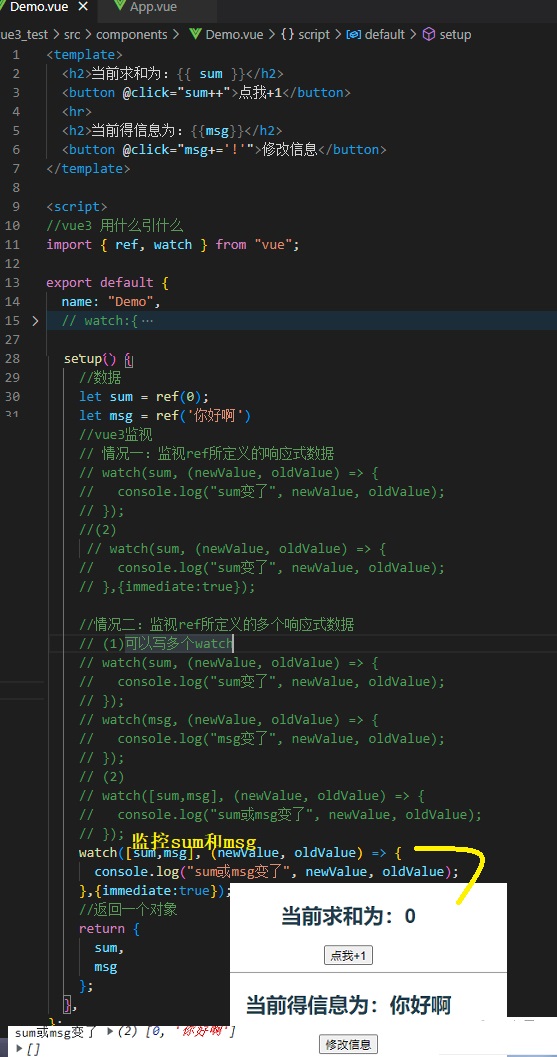 Demo.vue ×
App.vue
vue3_test > src > components > Demo.vue > {} script > default > setup
1 <template>
2 <h2>当前求和为：{{ sum }}</h2>
3 <button @click="sum++">点我+1</button>
4 <hr>
5 <h2>当前得信息为：{{msg}}</h2>
6 <button @click="msg+='!'">修改信息</button>
7 </template>
8
9 <script>
10 //vue3 用什么引什么
11 import { ref, watch } from "vue";
12
13 export default {
14 name: "Demo",
15 > // watch:{ ⋯
27
28 setup() {
29 //数据
30 let sum = ref(0);
31 let msg = ref('你好啊')
//vue3监视
// 情况一：监视ref所定义的响应式数据
// watch(sum, (newValue, oldValue) => {
// console.log("sum变了", newValue, oldValue);
// });
//(2)
// watch(sum, (newValue, oldValue) => {
// console.log("sum变了", newValue, oldValue);
// },{immediate:true});
//情况二：监视ref所定义的多个响应式数据
// (1)可以写多个watch
// watch(sum, (newValue, oldValue) => {
// console.log("sum变了", newValue, oldValue);
// });
// watch(msg, (newValue, oldValue) => {
// console.log("msg变了", newValue, oldValue);
// });
// (2)
// watch([sum,msg], (newValue, oldValue) => {
// console.log("sum或msg变了", newValue, oldValue);
// });
监控sum和msg
watch([sum,msg], (newValue, oldValue) => {
console.log("sum或msg变了", newValue, oldValue);
},{immediate:true});
//返回一个对象
return {
sum,
msg
};
},
};
当前求和为：0
点我+1
当前得信息为：你好啊
修改信息
sum或msg变了 ▶(2) [0, '你好啊']
▶[]